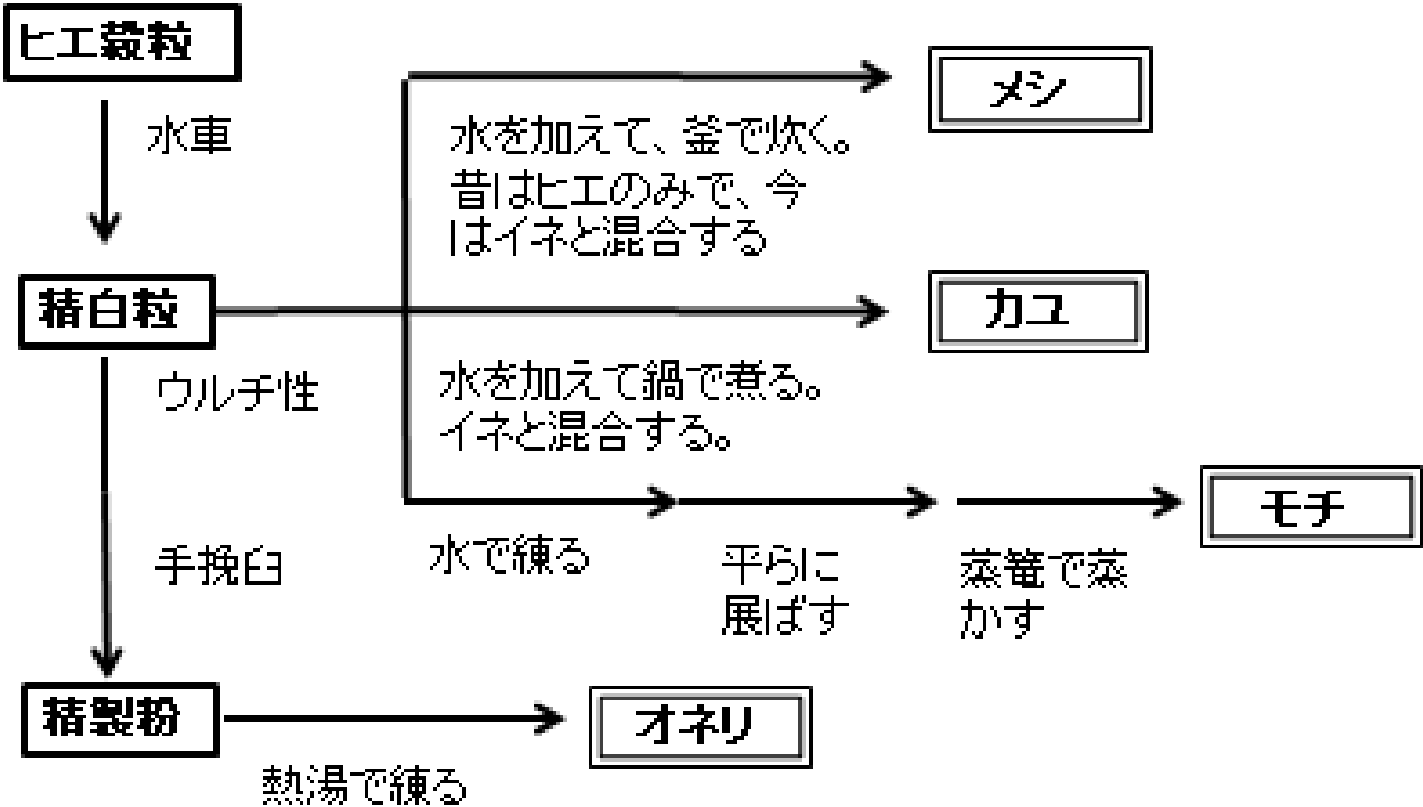 ヒエ穀粒
水車
メシ
水を加えて、釜で炊く。
昔はヒエのみで、今
はイネと混合する
精白粒
カユ
ウルチ性
水を加えて鍋で煮る。
イネと混合する。
モチ
手挽臼
水で練る
平らに
展ばす
蒸篭で蒸
かす
精製粉
オネリ
熱湯で練る